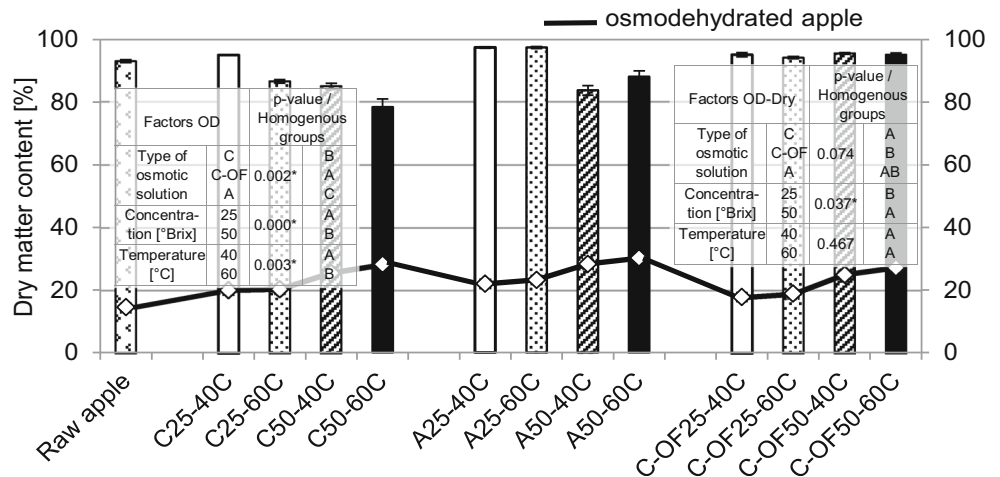 osmodehydrated apple
Dry matter content [%]
100
80
60
40
20
0
100
80
60
40
20
0
Factors OD
p-value /
Homogenous
groups
Type of
osmotic
solution
C
C-OF
A
0.002*
B
A
C
Concentra-
tion [°Brix]
25
50
0.000*
A
B
Temperature
[°C]
40
60
0.003*
A
B
Factors OD-Dry
p-value /
Homogenous
groups
Type of
osmotic
solution
C
C-OF
A
0.074
A
B
AB
Concentra-
tion [°Brix]
25
50
0.037*
B
A
Temperature
[°C]
40
60
0.467
A
A
Raw apple
C25-40C
C25-60C
C50-40C
C50-60C
A25-40C
A25-60C
A50-40C
A50-60C
C-OF25-40C
C-OF25-60C
C-OF50-40C
C-OF50-60C